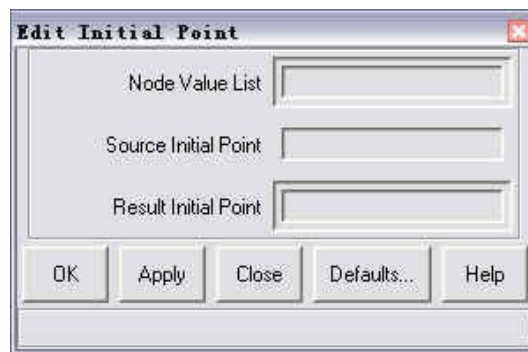 Edit Initial Point
Node Value List
Source Initial Point
Result Initial Point
OK Apply Close Defaults... Help